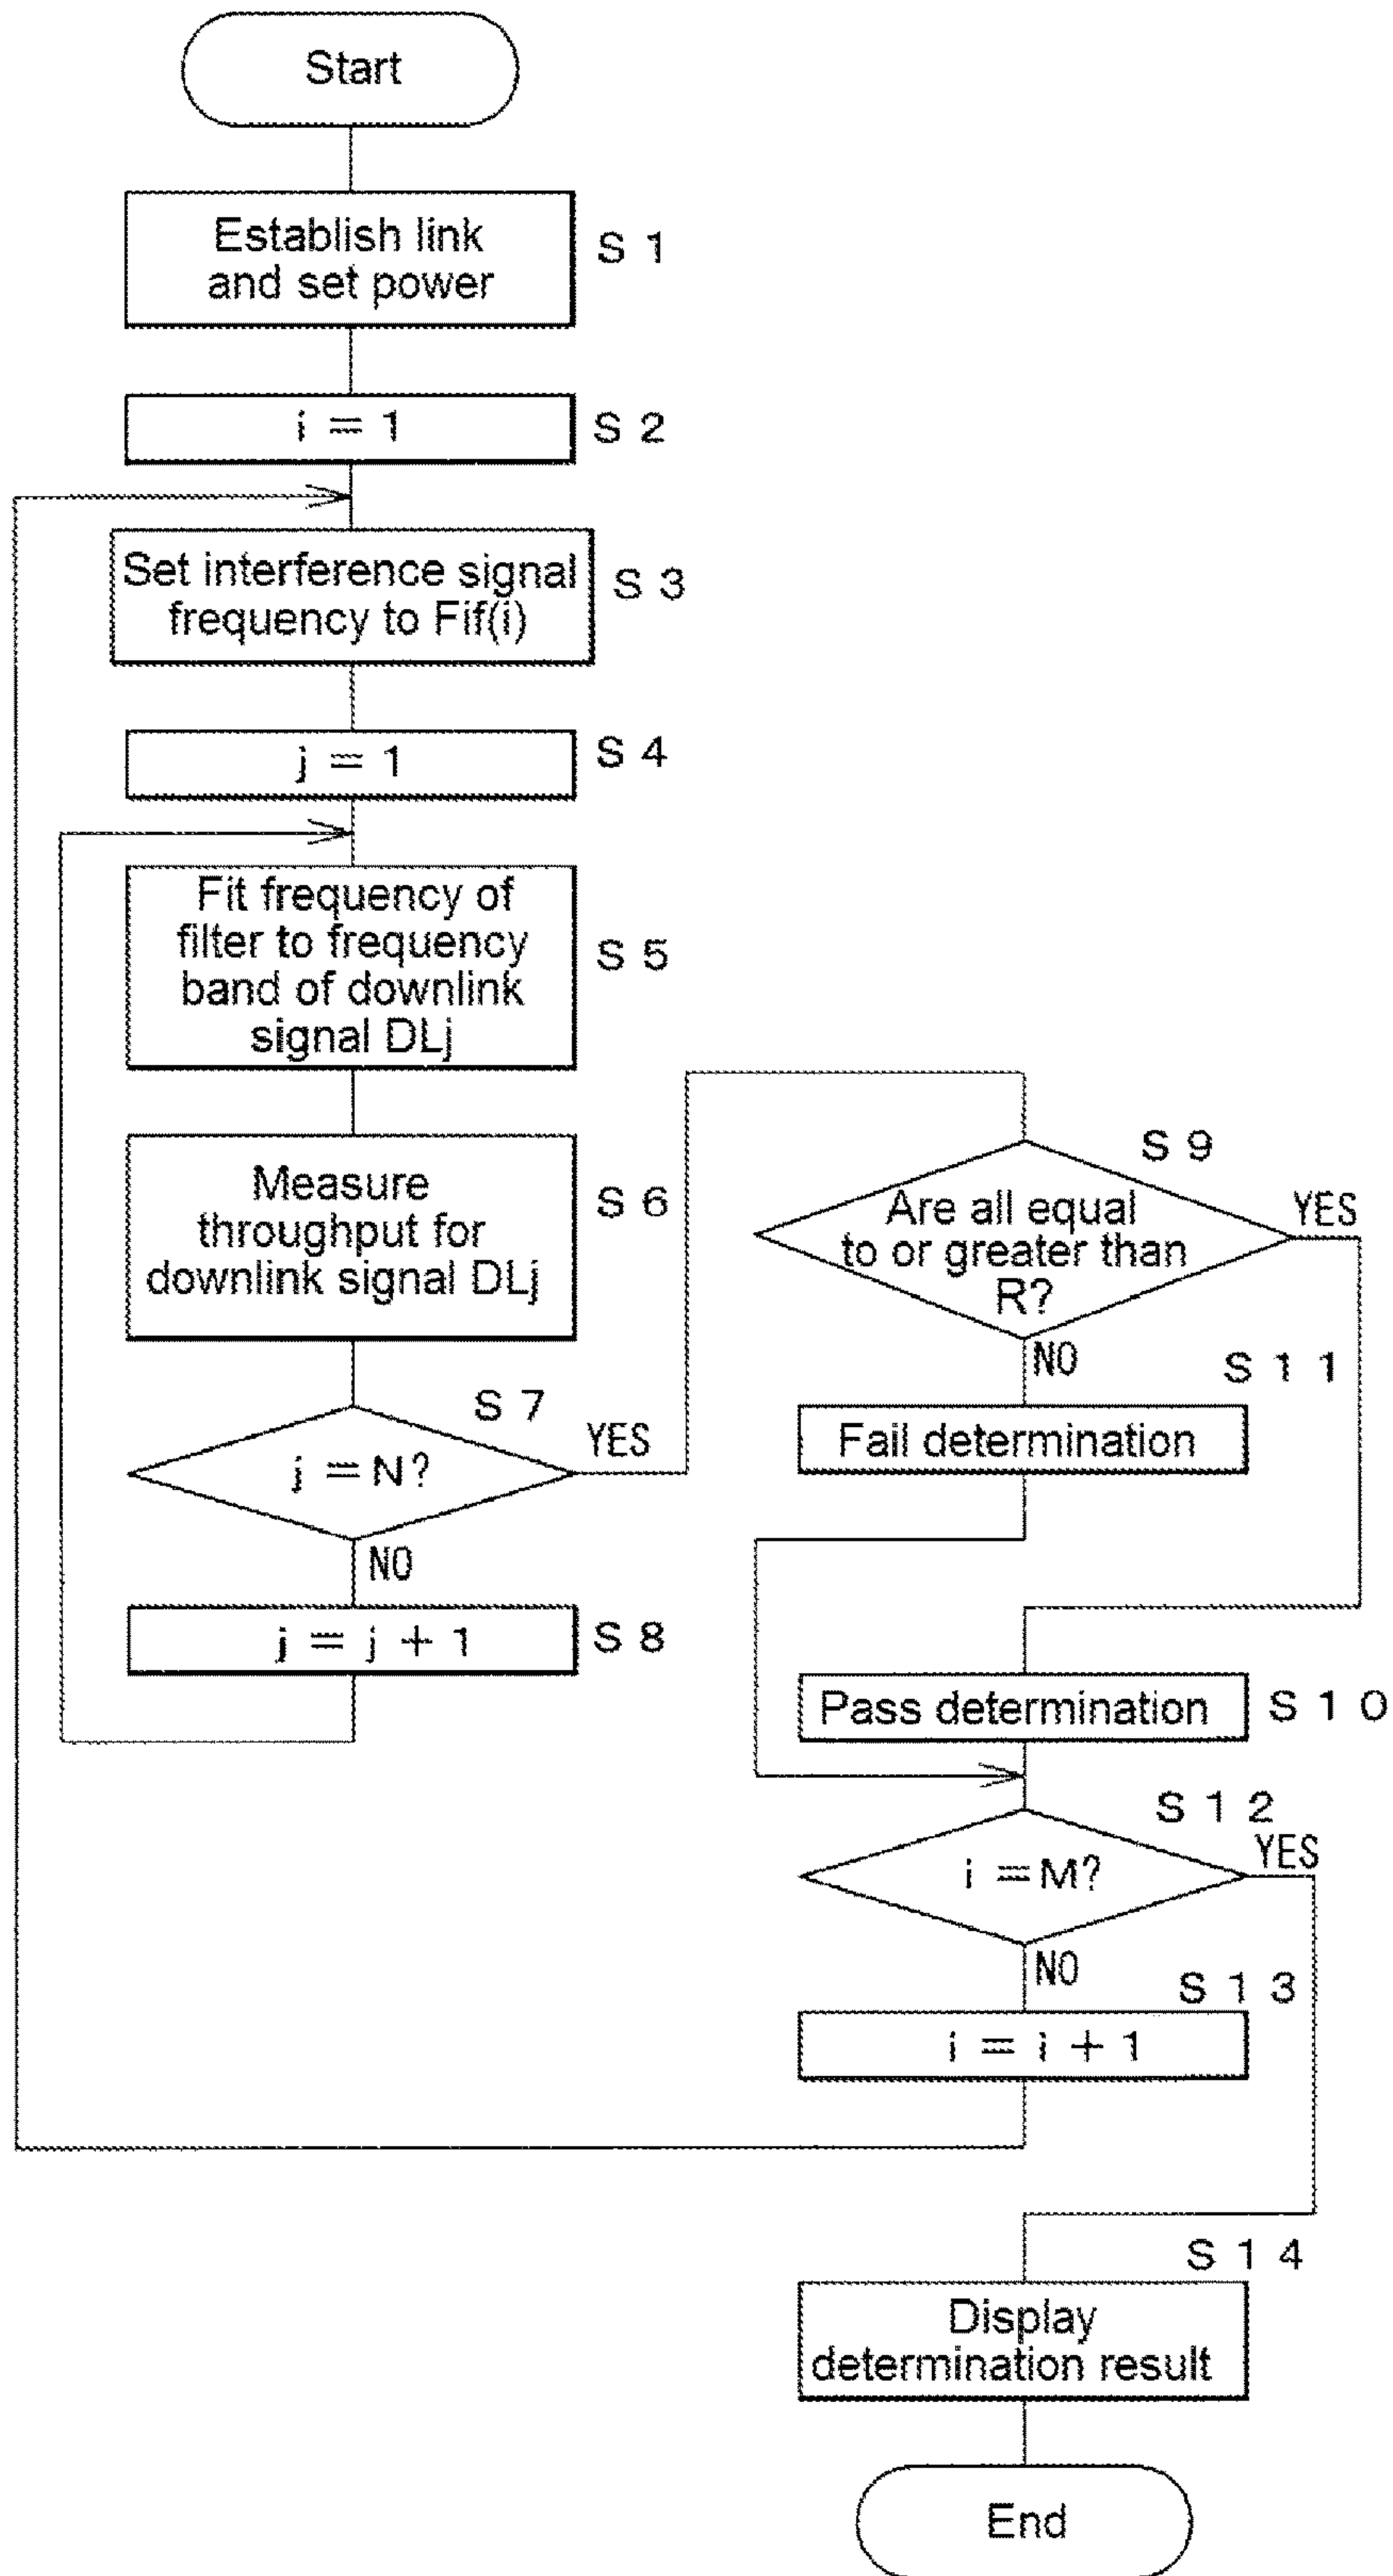 Start
Establish link
and set power
S 1
i = 1
S 2
Set interference signal
frequency to Fif(i)
S 3
j = 1
S 4
Fit frequency of
filter to frequency
band of downlink
signal DLj
S 5
Measure
throughput for
downlink signal DLj
S 6
S 7
j = N?
YES
NO
j = j + 1
S 8
S 9
Are all equal
to or greater than
R?
YES
NO
S 1 1
Fail determination
Pass determination
S 1 0
S 1 2
i = M?
YES
NO
S 1 3
i = i + 1
S 1 4
Display
determination result
End